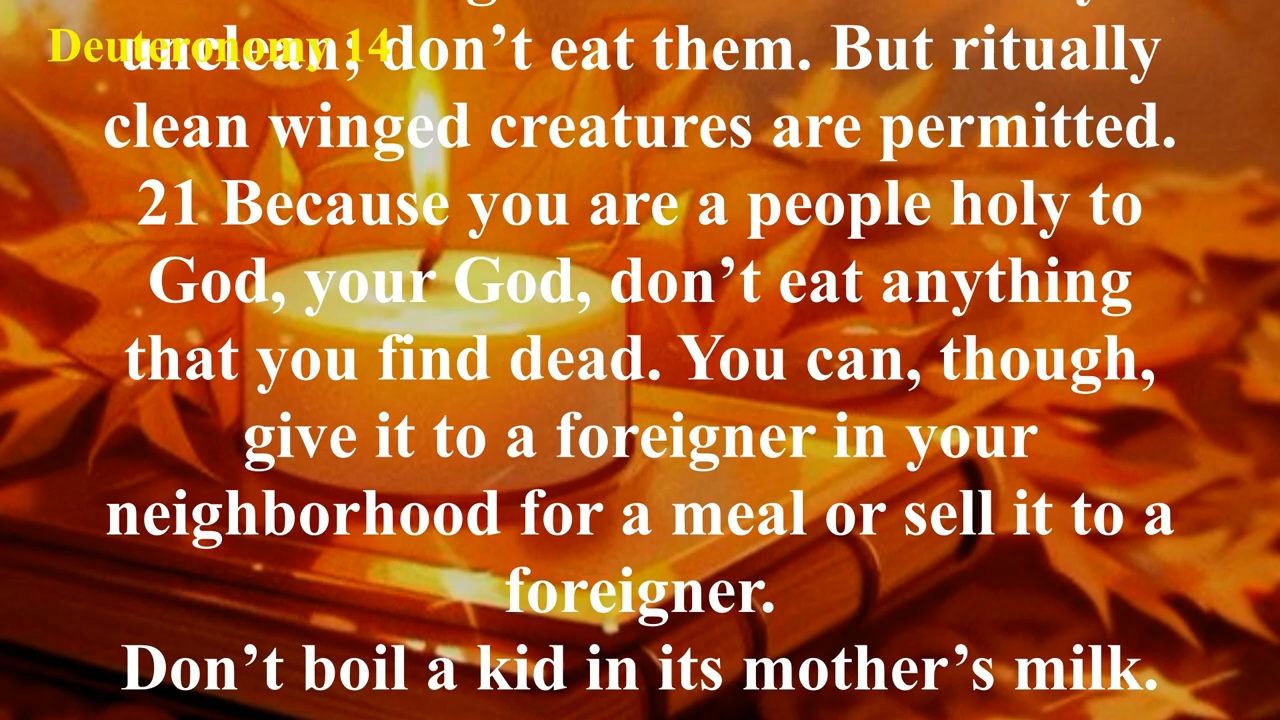 Deuteronomy 14
unclean; don’t eat them. But ritually
clean winged creatures are permitted.
21 Because you are a people holy to
God, your God, don’t eat anything
that you find dead. You can, though,
give it to a foreigner in your
neighborhood for a meal or sell it to a
foreigner.
Don’t boil a kid in its mother’s milk.